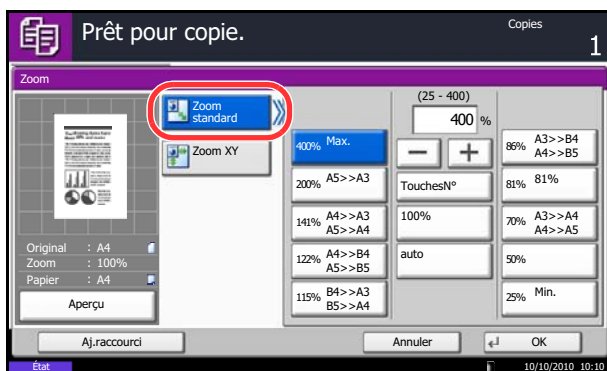 Prêt pour copie.
Copies
1
Zoom
Zoom standard
Zoom XY
(25 - 400)
400 %
400% Max.
200% A5>>A3
141% A4>>A3
A5>>A4
122% A4>>B4
A5>>B5
115% B4>>A3
B5>>A4
TouchesN°
100%
auto
86% A3>>B4
A4>>B5
81% 81%
70% A3>>A4
A4>>A5
50%
25% Min.
Original : A4
Zoom : 100%
Papier : A4
Aperçu
Aj.raccourci
Annuler
OK
État
10/10/2010 10:10